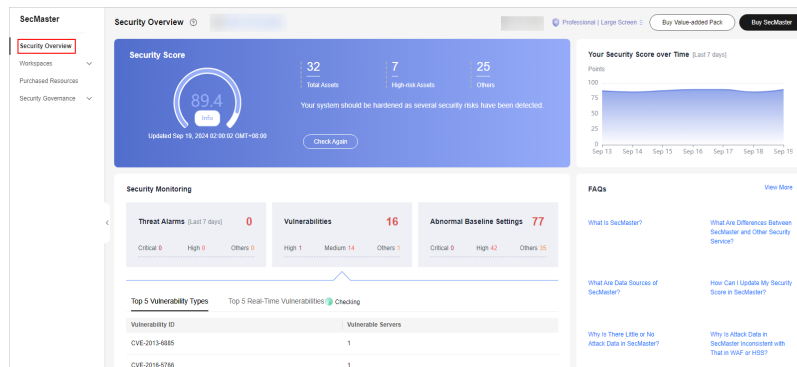 SecMaster
Security Overview
Workspaces
Purchased Resources
Security Governance
Security Overview
Professional | Large Screen
Buy Value-added Pack
Buy SecMaster
Security Score
89.4
Info
Updated Sep 19, 2024 02:00:02 GMT+08:00
32
Total Assets
7
High-risk Assets
25
Others
Your system should be hardened as several security risks have been detected.
Check Again
Your Security Score over Time [Last 7 days]
Points
100
75
50
25
0
Sep 13 Sep 14 Sep 15 Sep 16 Sep 17 Sep 18 Sep 19
Security Monitoring
Threat Alarms [Last 7 days] 0
Critical 0 High 0 Others 0
Vulnerabilities 16
High 1 Medium 14 Others 1
Abnormal Baseline Settings 77
Critical 0 High 42 Others 35
Top 5 Vulnerability Types
Top 5 Real-Time Vulnerabilities Checking
Vulnerability ID Vulnerable Servers
CVE-2013-6885 1
CVE-2016-5766 1
FAQs
View More
What Is SecMaster?
What Are Differences Between
SecMaster and Other Security
Service?
What Are Data Sources of
SecMaster?
How Can I Update My Security
Score in SecMaster?
Why Is There Little or No
Attack Data in SecMaster?
Why Is Attack Data in
SecMaster Inconsistent with
That in WAF or HSS?